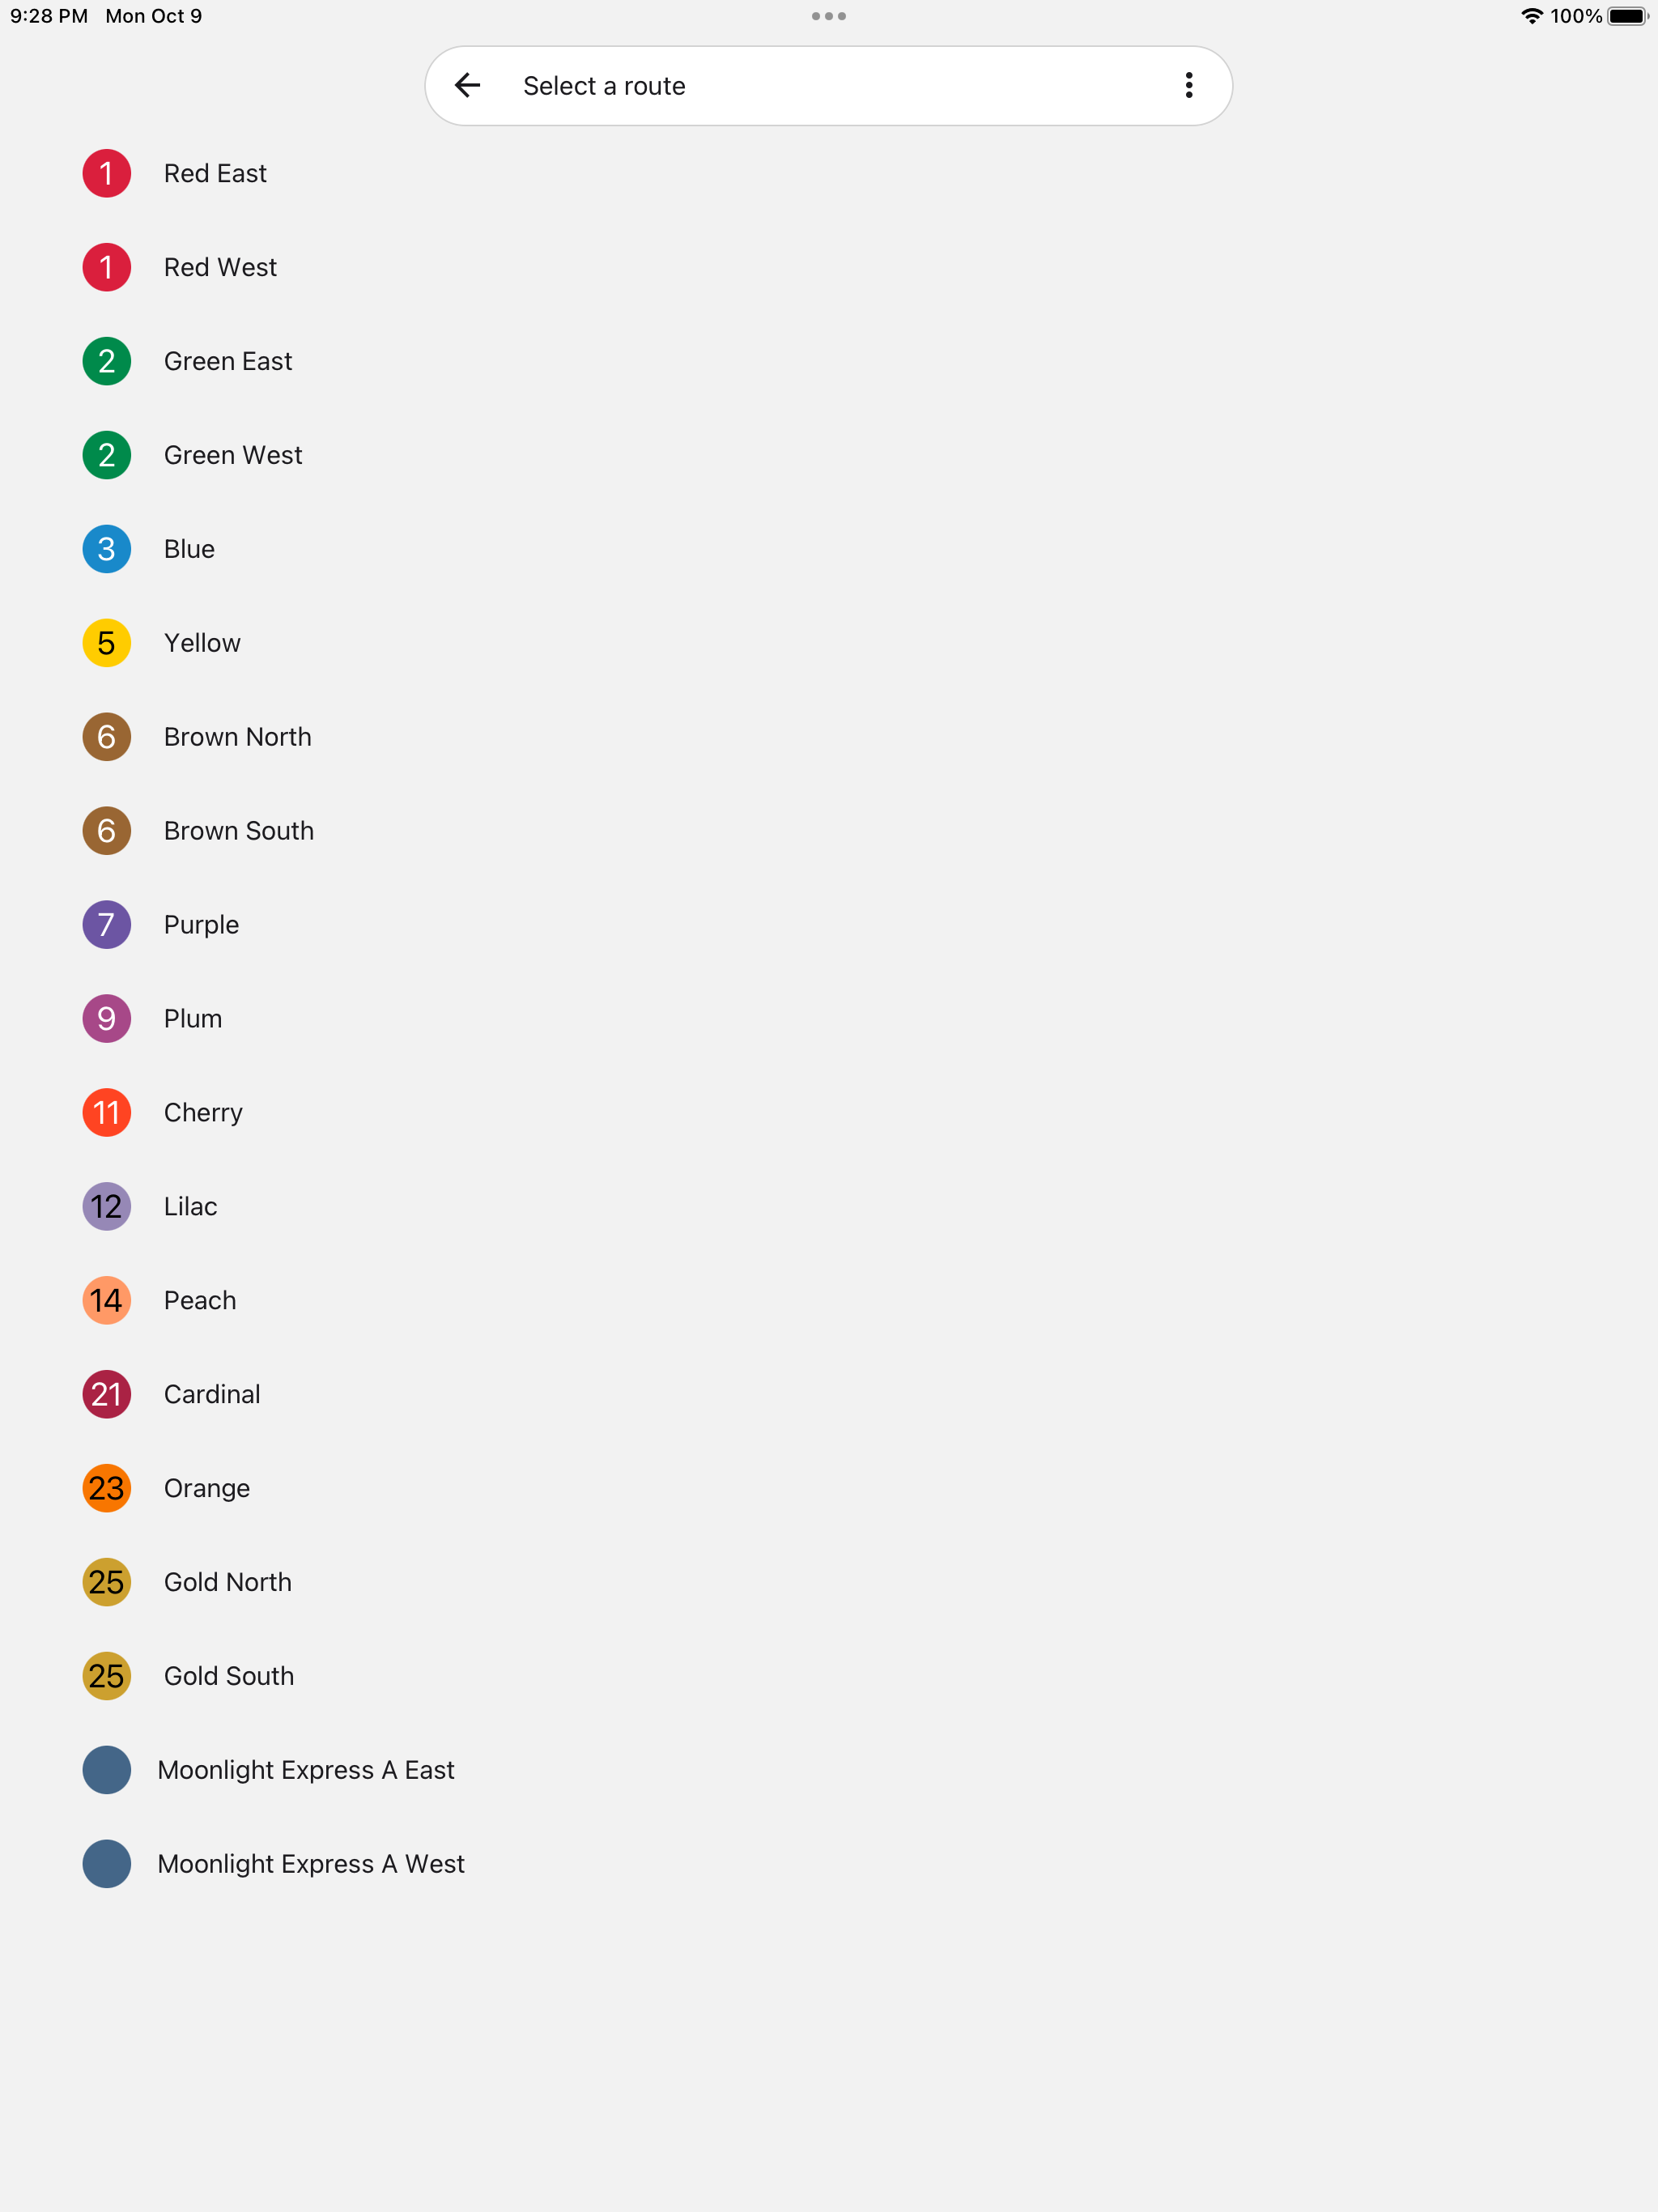 9:28 PM Mon Oct 9 100%
Select a route
1 Red East
1 Red West
2 Green East
2 Green West
3 Blue
5 Yellow
6 Brown North
6 Brown South
7 Purple
9 Plum
11 Cherry
12 Lilac
14 Peach
21 Cardinal
23 Orange
25 Gold North
25 Gold South
Moonlight Express A East
Moonlight Express A West